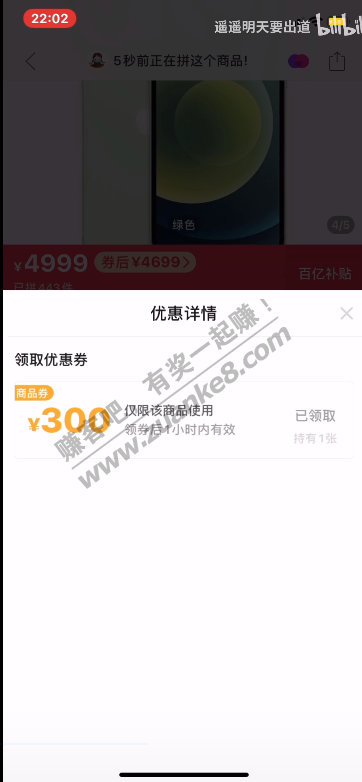 22:02
遥遥明天要出道 bilibili
5秒前正在拼这个商品!
绿色
4/5
¥4999 券后¥4699>
百亿补贴
已拼443件
优惠详情
领取优惠券
商品券
¥300
仅限该商品使用
领券后1小时内有效
已领取
持有1张
赚客吧,有奖一起赚!
www.zuanke8.com